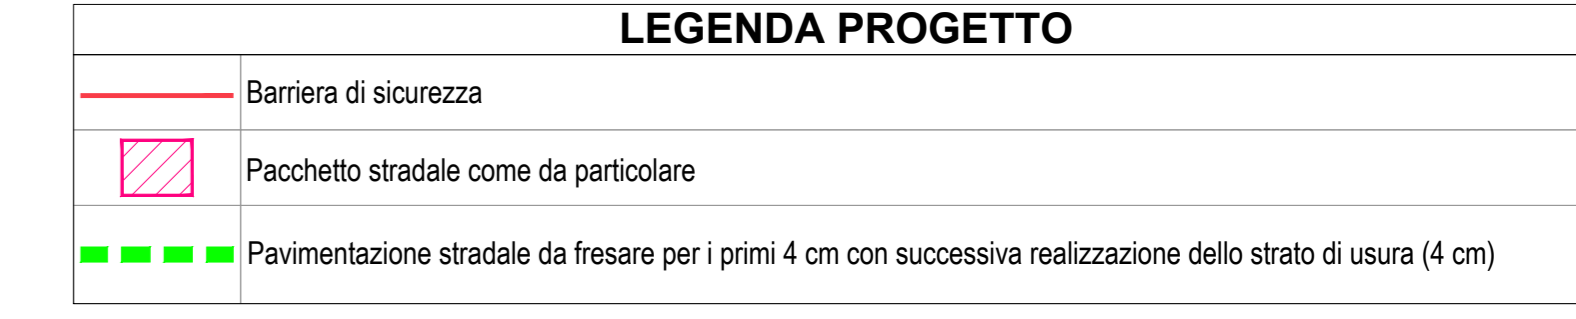 LEGENDA PROGETTO
Barriera di sicurezza
Pacchetto stradale come da particolare
Pavimentazione stradale da fresare per i primi 4 cm con successiva realizzazione dello strato di usura (4 cm)